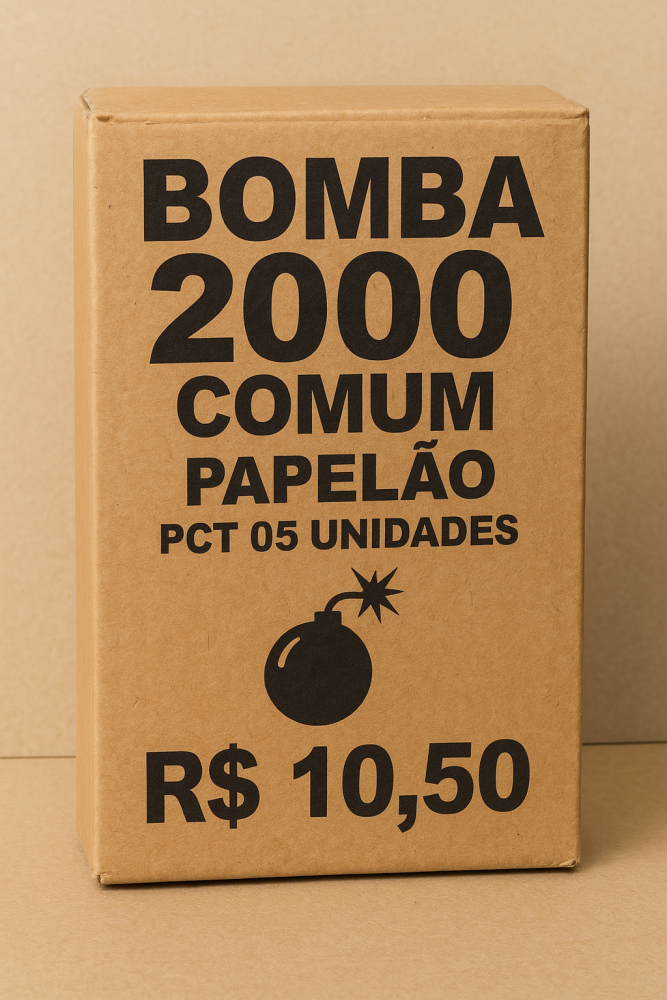 BOMBA
2000
COMUM
PAPELÃO
PCT 05 UNIDADES
R$ 10,50